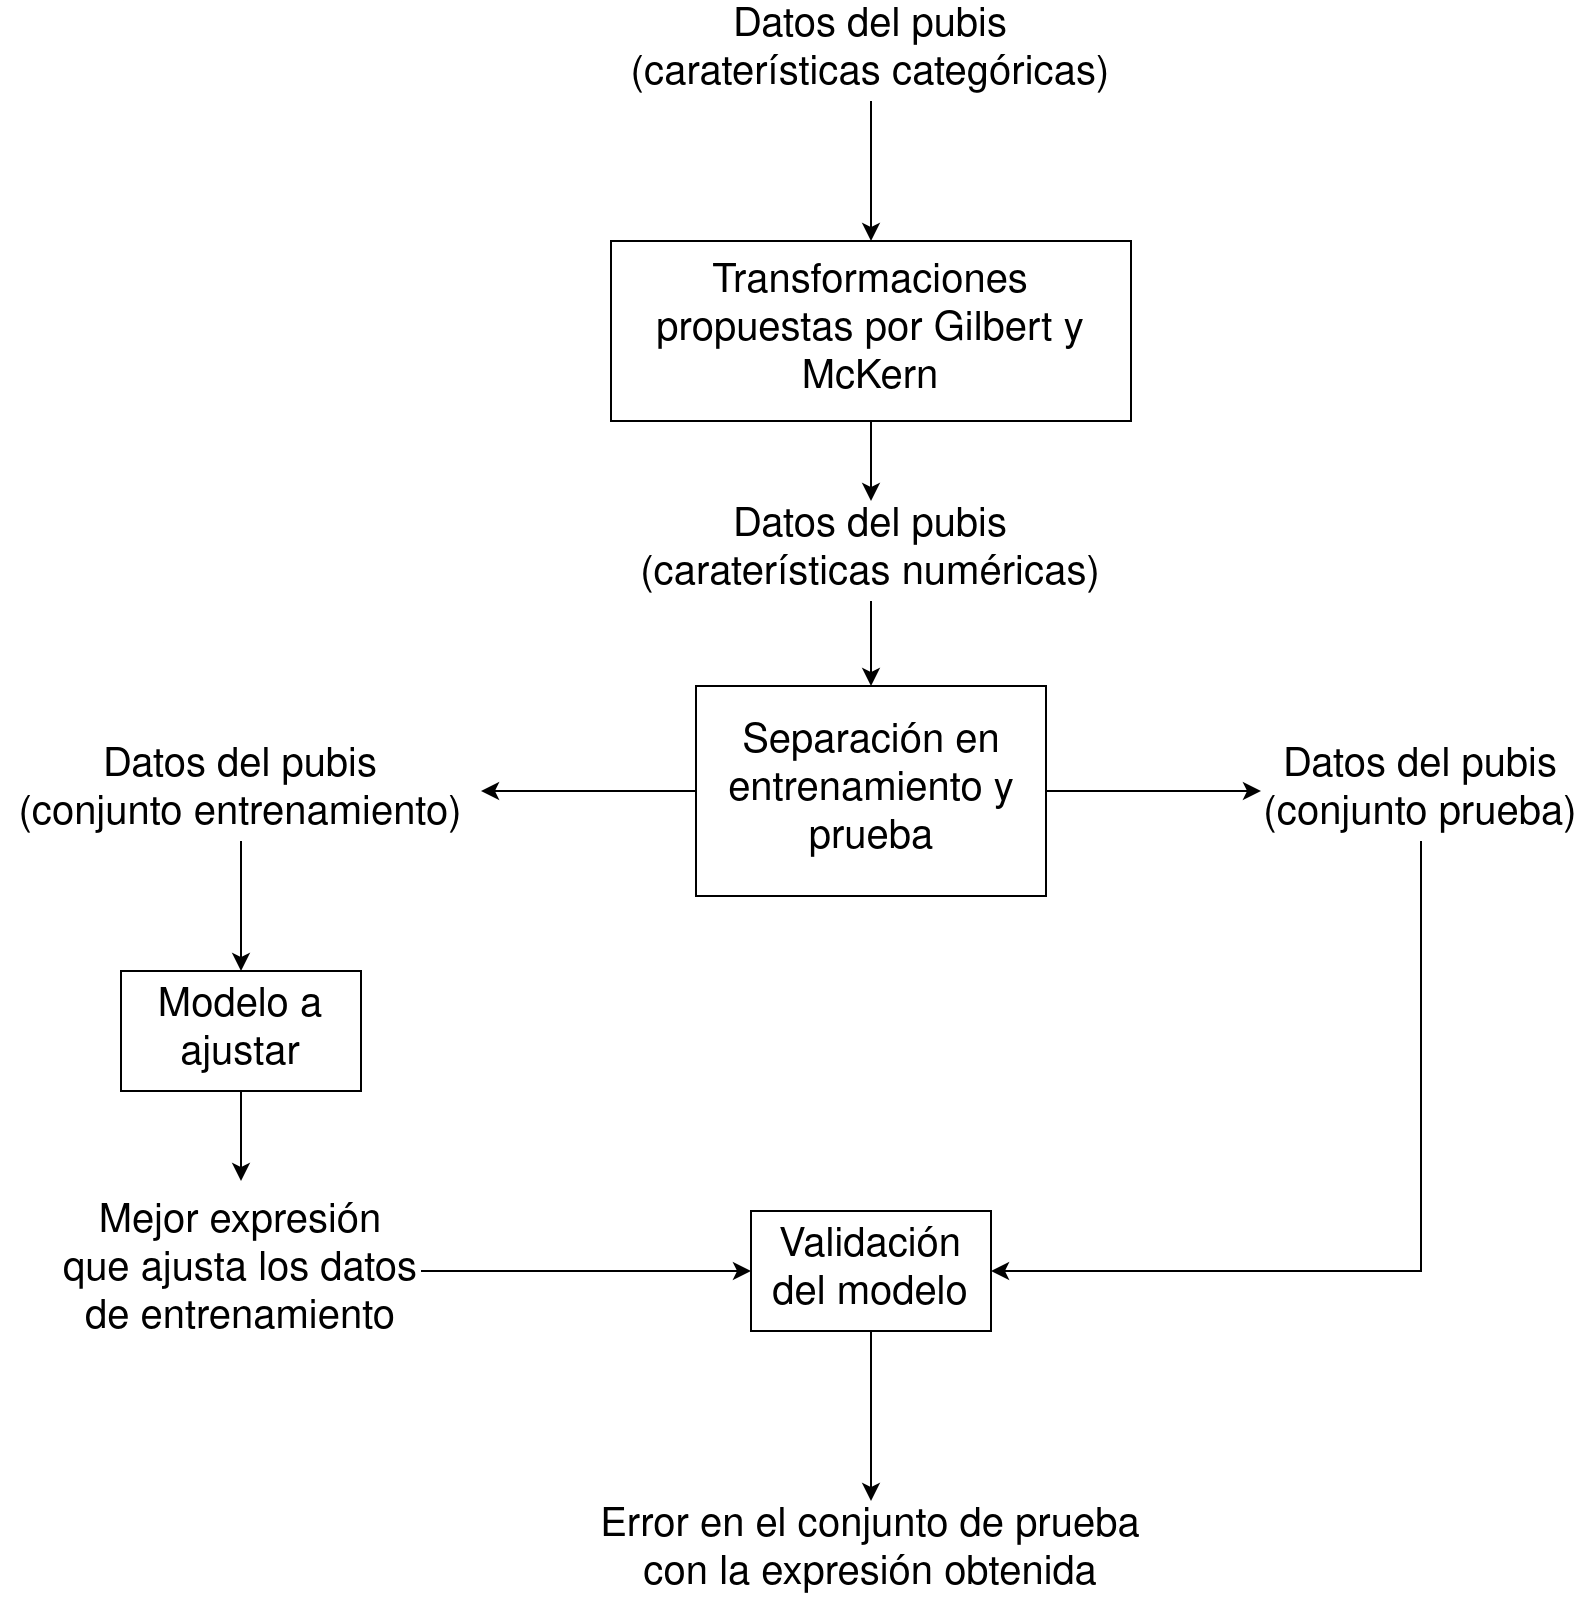 Datos del pubis
(caraterísticas categóricas)
Transformaciones
propuestas por Gilbert y
McKern
Datos del pubis
(caraterísticas numéricas)
Separación en
entrenamiento y
prueba
Datos del pubis
(conjunto entrenamiento)
Datos del pubis
(conjunto prueba)
Modelo a
ajustar
Mejor expresión
que ajusta los datos
de entrenamiento
Validación
del modelo
Error en el conjunto de prueba
con la expresión obtenida